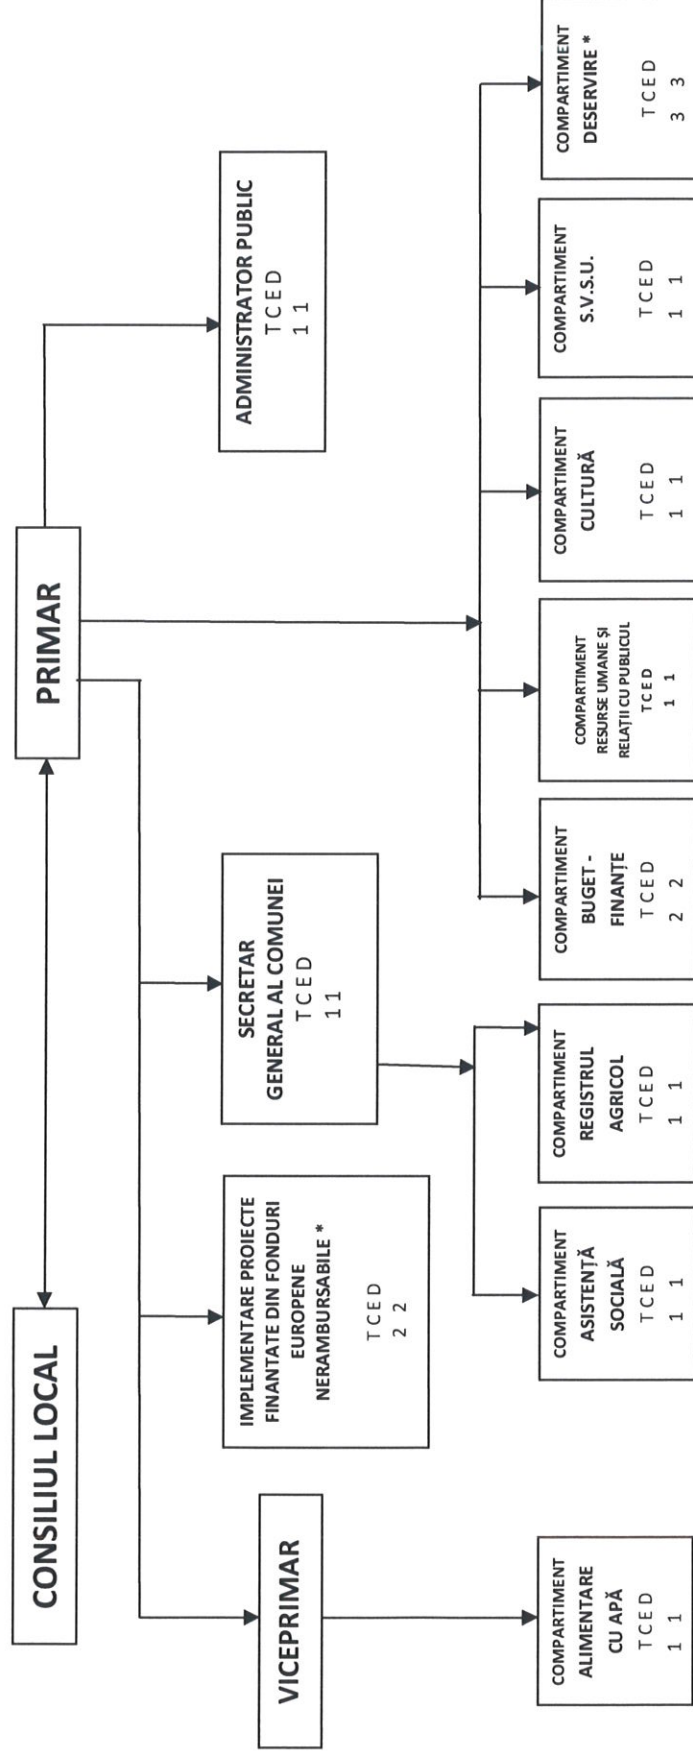 CONSILIUL LOCAL
PRIMAR
VICEPRIMAR
IMPLEMENTARE PROIECTE
FINANTATE DIN FONDURI
EUROPENE
NERAMBURSABILE *
T C E D
2 2
SECRETAR
GENERAL AL COMUNEI
T C E D
1 1
ADMINISTRATOR PUBLIC
T C E D
1 1
COMPARTIMENT
ALIMENTARE
CU APĂ
T C E D
1 1
COMPARTIMENT
ASISTENȚĂ
SOCIALĂ
T C E D
1 1
COMPARTIMENT
REGISTRUL
AGRICOL
T C E D
1 1
COMPARTIMENT
BUGET -
FINANȚE
T C E D
2 2
COMPARTIMENT
RESURSE UMANE ȘI
RELAȚII CU PUBLICUL
T C E D
1 1
COMPARTIMENT
CULTURĂ
T C E D
1 1
COMPARTIMENT
S.V.S.U.
T C E D
1 1
COMPARTIMENT
DESERVIRE *
T C E D
3 3